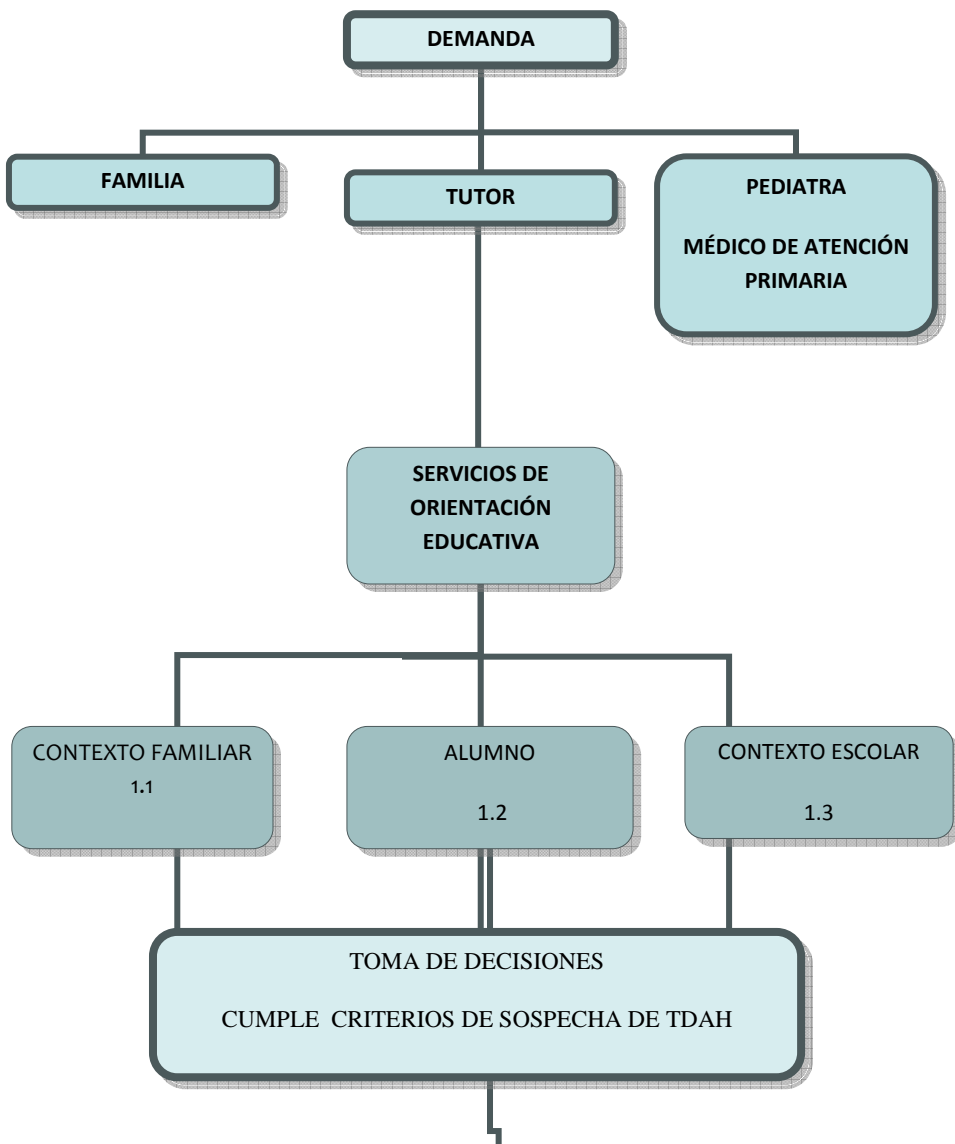 DEMANDA
FAMILIA
TUTOR
PEDIATRA
MÉDICO DE ATENCIÓN
PRIMARIA
SERVICIOS DE
ORIENTACIÓN
EDUCATIVA
CONTEXTO FAMILIAR
1.1
ALUMNO
1.2
CONTEXTO ESCOLAR
1.3
TOMA DE DECISIONES
CUMPLE CRITERIOS DE SOSPECHA DE TDAH